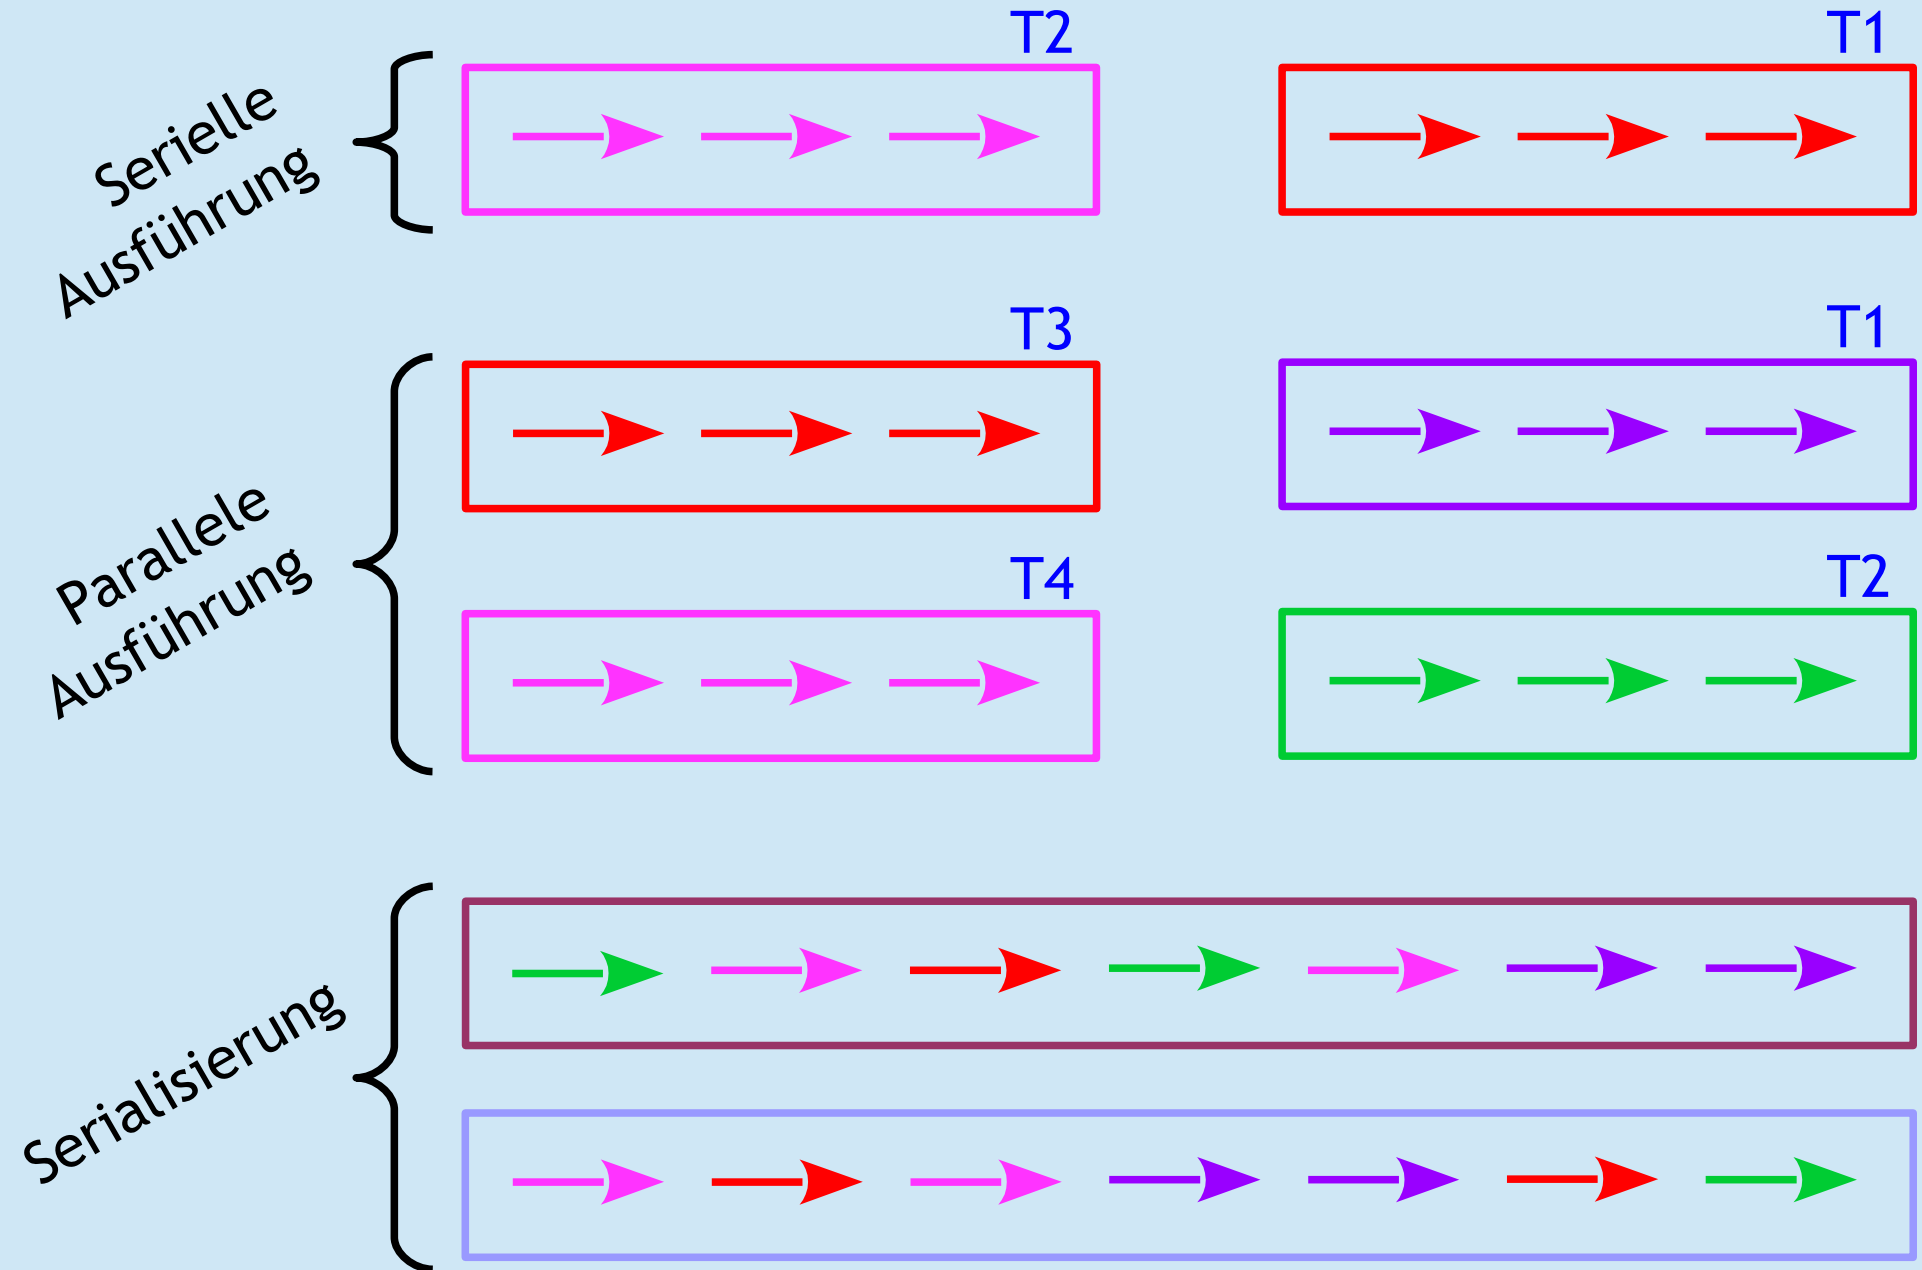 T2
T1
Serielle
Ausführung
T3
T1
Parallele
Ausführung
T4
T2
Serialisierung